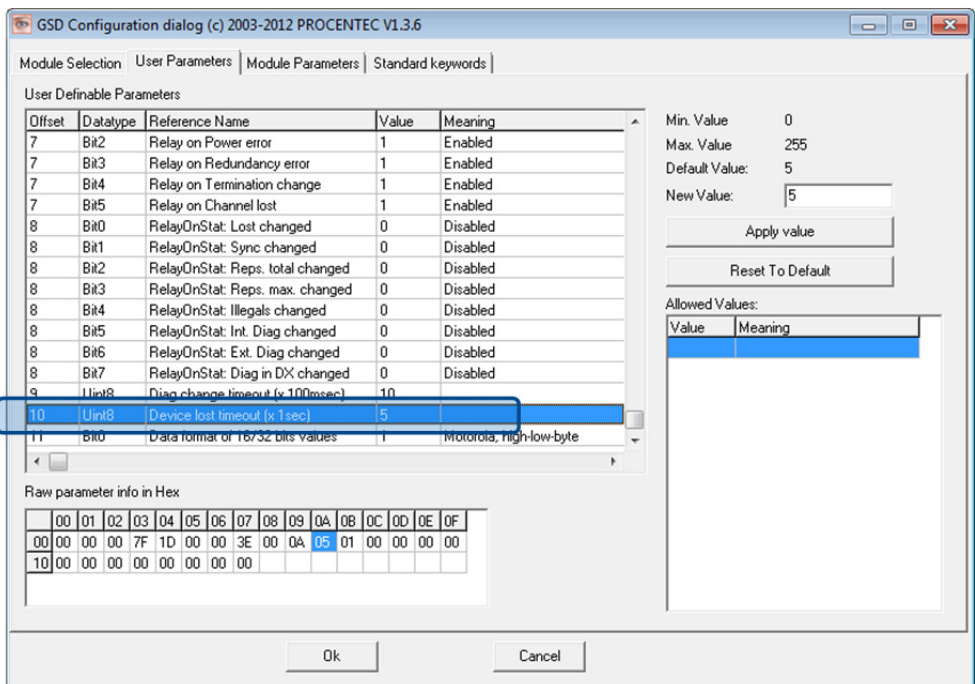 GSD Configuration dialog (c) 2003-2012 PROCENTEC V1.3.6
Module Selection User Parameters Module Parameters Standard keywords
User Definable Parameters
Offset Datatype Reference Name Value Meaning
7 Bit2 Relay on Power error 1 Enabled
7 Bit3 Relay on Redundancy error 1 Enabled
7 Bit4 Relay on Termination change 1 Enabled
7 Bit5 Relay on Channel lost 1 Enabled
8 Bit0 RelayOnStat: Lost changed 0 Disabled
8 Bit1 RelayOnStat: Sync changed 0 Disabled
8 Bit2 RelayOnStat: Reps. total changed 0 Disabled
8 Bit3 RelayOnStat: Reps. max. changed 0 Disabled
8 Bit4 RelayOnStat: Illegals changed 0 Disabled
8 Bit5 RelayOnStat: Int. Diag changed 0 Disabled
8 Bit6 RelayOnStat: Ext. Diag changed 0 Disabled
8 Bit7 RelayOnStat: Diag in DX changed 0 Disabled
9 Uint8 Diag change timeout (x 100msec) 10
10 Uint8 Device lost timeout (x 1sec) 5
11 Bit0 Data format of 16/32 bits values 1 Motorola, high-low-byte
Min. Value 0
Max. Value 255
Default Value: 5
New Value: 5
Apply value
Reset To Default
Allowed Values:
Value Meaning
Raw parameter info in Hex
00 01 02 03 04 05 06 07 08 09 0A 0B 0C 0D 0E 0F
00 00 00 00 7F 1D 00 00 3E 00 0A 05 01 00 00 00 00
10 00 00 00 00 00 00 00 00
Ok Cancel